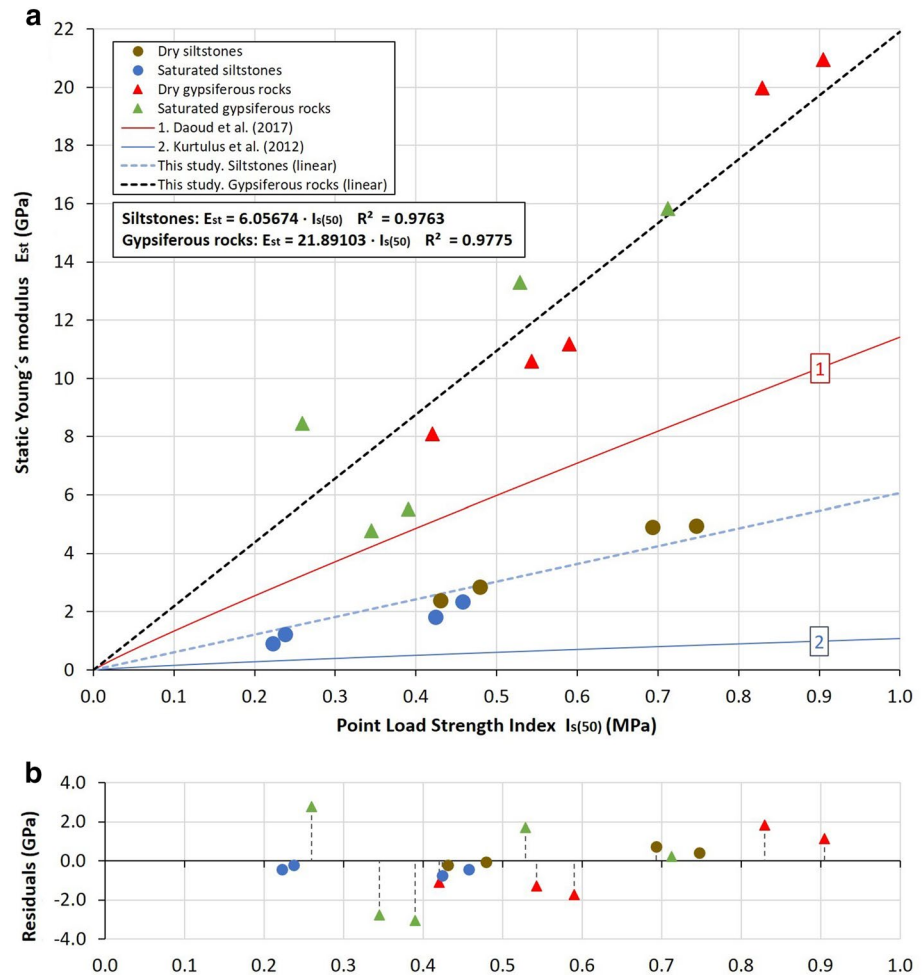 a
Static Young´s modulus Est (GPa)
22
20
18
16
14
12
10
8
6
4
2
0
Dry siltstones
Saturated siltstones
Dry gypsiferous rocks
Saturated gypsiferous rocks
1. Daoud et al. (2017)
2. Kurtulus et al. (2012)
This study. Siltstones (linear)
This study. Gypsiferous rocks (linear)
Siltstones: Est = 6.05674 · Is(50) R² = 0.9763
Gypsiferous rocks: Est = 21.89103 · Is(50) R² = 0.9775
1
2
0.0 0.1 0.2 0.3 0.4 0.5 0.6 0.7 0.8 0.9 1.0
Point Load Strength Index Is(50) (MPa)
b
Residuals (GPa)
4.0
2.0
0.0
-2.0
-4.0
0.0 0.1 0.2 0.3 0.4 0.5 0.6 0.7 0.8 0.9 1.0